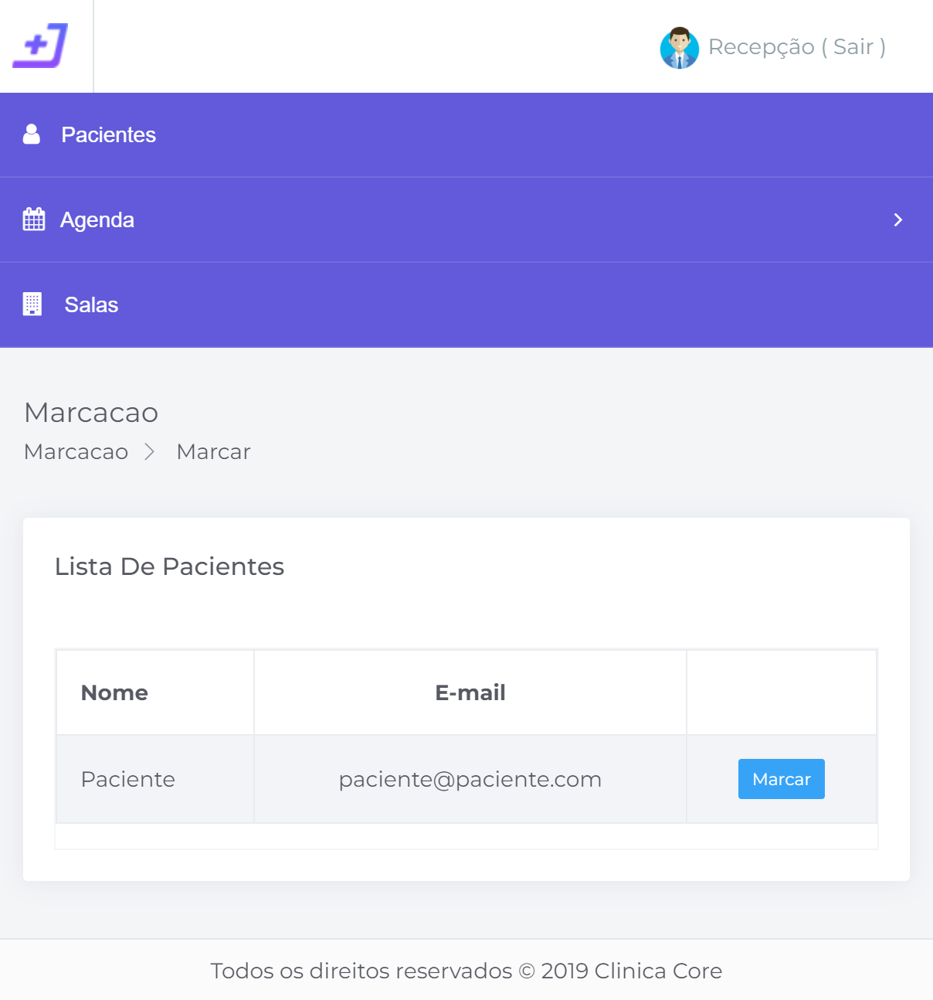 Recepção ( Sair )
Pacientes
Agenda
Salas
Marcacao
Marcacao Marcar
Lista De Pacientes
Nome E-mail
Paciente paciente@paciente.com Marcar
Todos os direitos reservados © 2019 Clinica Core